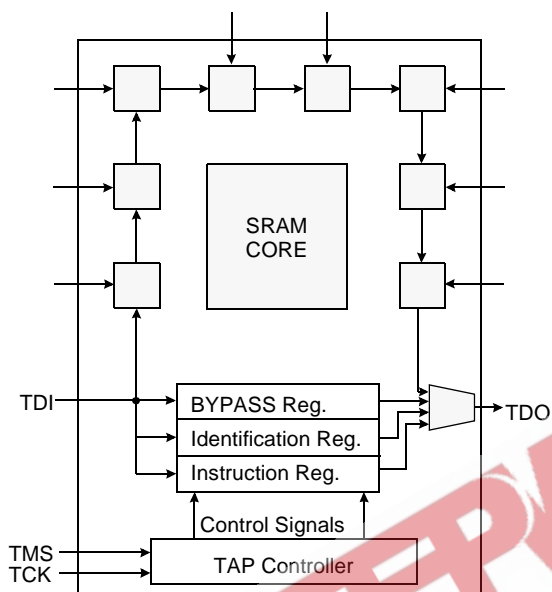 SRAM
CORE
TDI
BYPASS Reg.
TDO
Identification Reg.
Instruction Reg.
Control Signals
TMS
TCK
TAP Controller